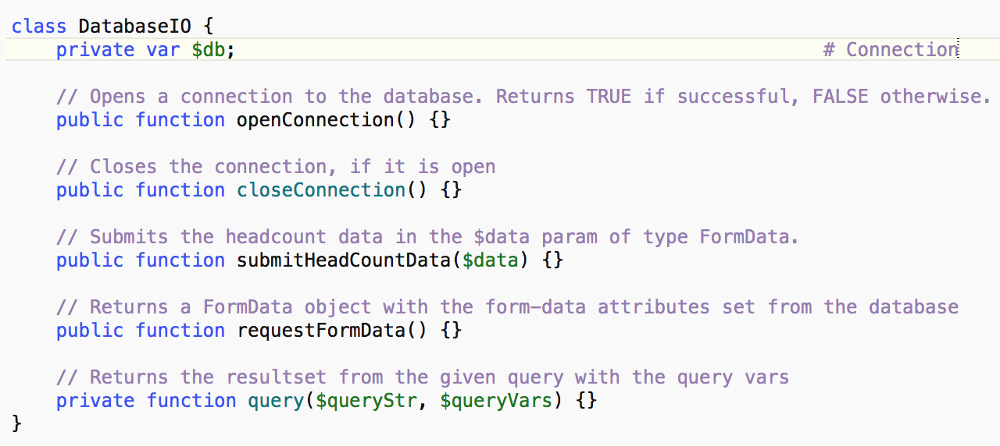 class DatabaseIO {
    private var $db;                                                    # Connection
    // Opens a connection to the database. Returns TRUE if successful, FALSE otherwise.
    public function openConnection() {}
    // Closes the connection, if it is open
    public function closeConnection() {}
    // Submits the headcount data in the $data param of type FormData.
    public function submitHeadCountData($data) {}
    // Returns a FormData object with the form-data attributes set from the database
    public function requestFormData() {}
    // Returns the resultset from the given query with the query vars
    private function query($queryStr, $queryVars) {}
}